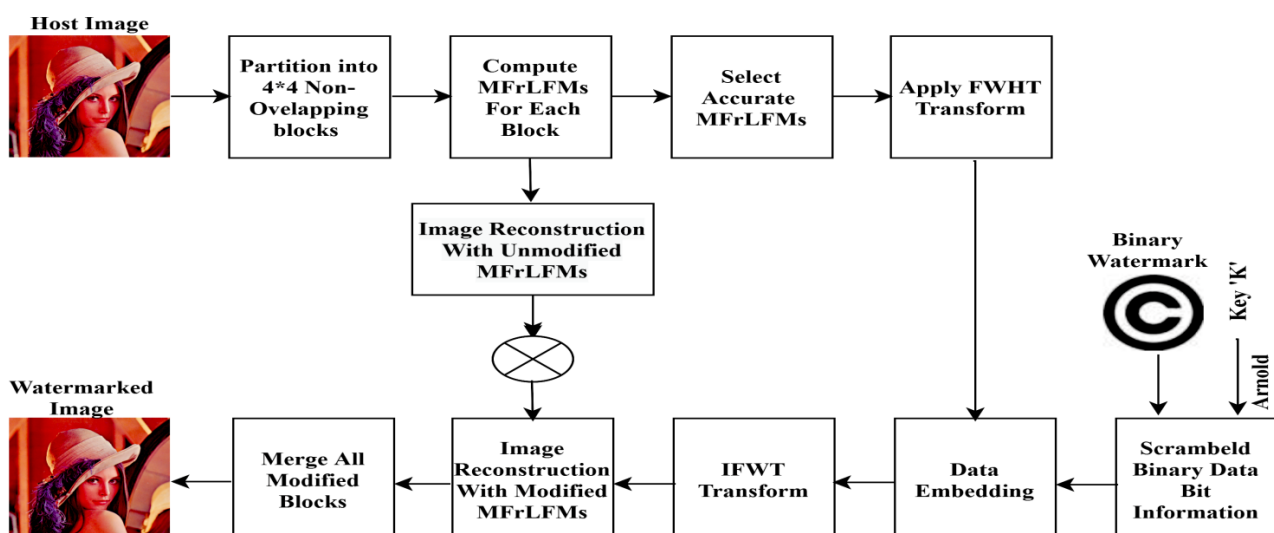 Host Image
Partition into
4*4 Non-
Ovelapping
blocks
Compute
MFrLFMs
For Each
Block
Select
Accurate
MFrLFMs
Apply FWHT
Transform
Image Reconstruction
With Unmodified
MFrLFMs
Binary
Watermark
Key 'K'
Arnold
Watermarked
Image
Merge All
Modified
Blocks
Image
Reconstruction
With Modified
MFrLFMs
IFWT
Transform
Data
Embedding
Scrambeld
Binary Data
Bit
Information